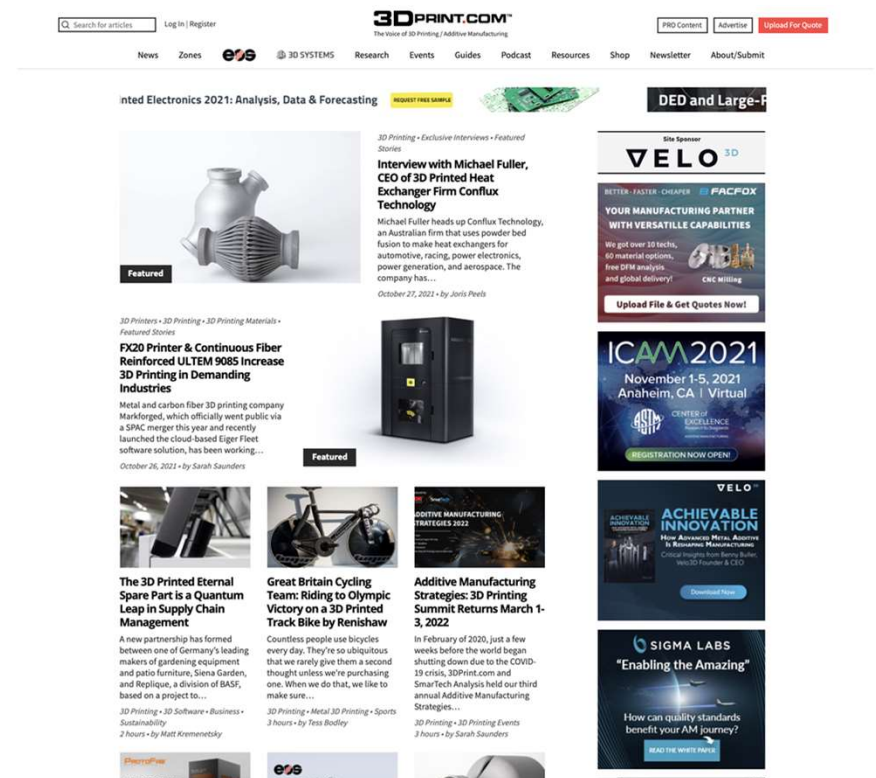 Search for articles
Log In | Register
3DPRINT.COM™
The Voice of 3D Printing / Additive Manufacturing
PRO Content
Advertise
Upload For Quote
News
Zones
eos
3D SYSTEMS
Research
Events
Guides
Podcast
Resources
Shop
Newsletter
About/Submit
nted Electronics 2021: Analysis, Data & Forecasting
REQUEST FREE SAMPLE
DED and Large-F
Featured
3D Printing • Exclusive Interviews • Featured
Stories
Interview with Michael Fuller,
CEO of 3D Printed Heat
Exchanger Firm Conflux
Technology
Michael Fuller heads up Conflux Technology,
an Australian firm that uses powder bed
fusion to make heat exchangers for
automotive, racing, power electronics,
power generation, and aerospace. The
company has...
October 27, 2021 • by Joris Peels
3D Printers • 3D Printing • 3D Printing Materials •
Featured Stories
FX20 Printer & Continuous Fiber
Reinforced ULTEM 9085 Increase
3D Printing in Demanding
Industries
Metal and carbon fiber 3D printing company
Markforged, which officially went public via
a SPAC merger this year and recently
launched the cloud-based Eiger Fleet
software solution, has been working...
October 26, 2021 • by Sarah Saunders
Featured
The 3D Printed Eternal
Spare Part is a Quantum
Leap in Supply Chain
Management
A new partnership has formed
between one of Germany's leading
makers of gardening equipment
and patio furniture, Siena Garden,
and Replique, a division of BASF,
based on a project to...
3D Printing • 3D Software • Business •
Sustainability
2 hours • by Matt Kremenetsky
Great Britain Cycling
Team: Riding to Olympic
Victory on a 3D Printed
Track Bike by Renishaw
Countless people use bicycles
every day. They're so ubiquitous
that we rarely give them a second
thought unless we're purchasing
one. When we do that, we like to
make sure...
3D Printing • Metal 3D Printing • Sports
3 hours • by Tess Bodley
SmarTech
ADDITIVE MANUFACTURING
STRATEGIES 2022
Additive Manufacturing
Strategies: 3D Printing
Summit Returns March 1-
3, 2022
In February of 2020, just a few
weeks before the world began
shutting down due to the COVID-
19 crisis, 3DPrint.com and
SmarTech Analysis held our third
annual Additive Manufacturing
Strategies...
3D Printing • 3D Printing Events
3 hours • by Sarah Saunders
PROTOFAB
eos
Site Sponsor
VELO 3D
BETTER · FASTER · CHEAPER FACFOX
YOUR MANUFACTURING PARTNER
WITH VERSATILLE CAPABILITIES
We got over 10 techs,
60 material options,
free DFM analysis
and global delivery!
CNC Milling
Upload File & Get Quotes Now!
ICAM2021
November 1-5, 2021
Anaheim, CA | Virtual
ASTM
CENTER of
EXCELLENCE
REGISTRATION NOW OPEN!
VELO
ACHIEVABLE
INNOVATION
ACHIEVABLE
INNOVATION
HOW ADVANCED METAL ADDITIVE
IS RESHAPING MANUFACTURING
Critical Insights from Benny Buller,
Velo3D Founder & CEO
Download Now
SIGMA LABS
"Enabling the Amazing"
How can quality standards
benefit your AM journey?
READ THE WHITE PAPER